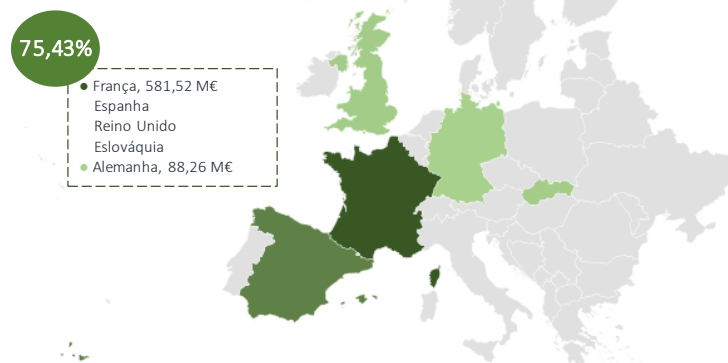 75,43%
França, 581,52 M€
Espanha
Reino Unido
Eslováquia
Alemanha, 88,26 M€